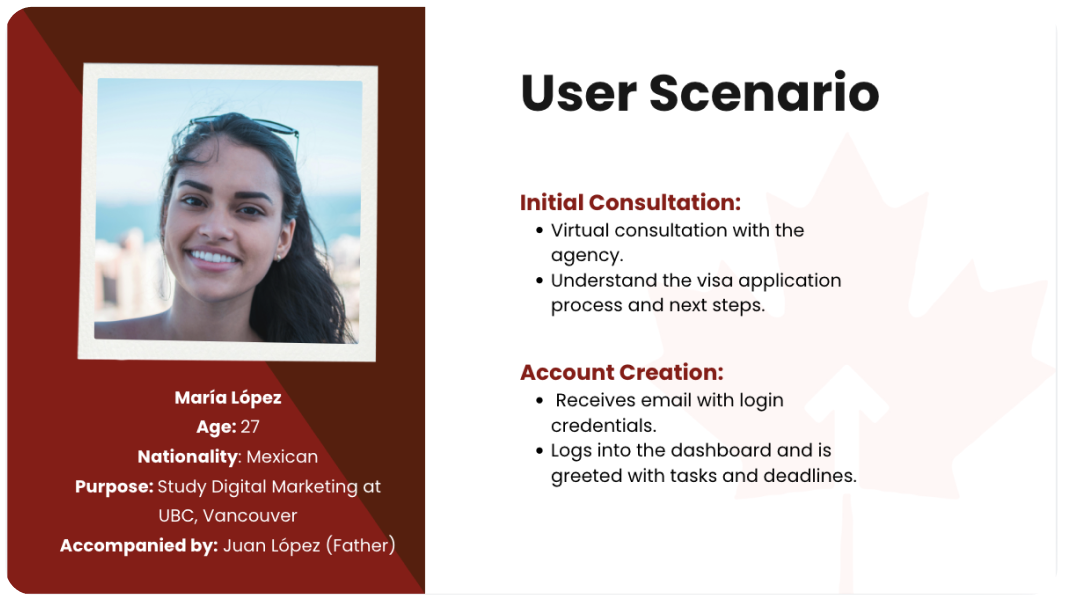 User Scenario
Initial Consultation:
• Virtual consultation with the
agency.
• Understand the visa application
process and next steps.
Account Creation:
• Receives email with login
credentials.
• Logs into the dashboard and is
greeted with tasks and deadlines.
María López
Age: 27
Nationality: Mexican
Purpose: Study Digital Marketing at
UBC, Vancouver
Accompanied by: Juan López (Father)